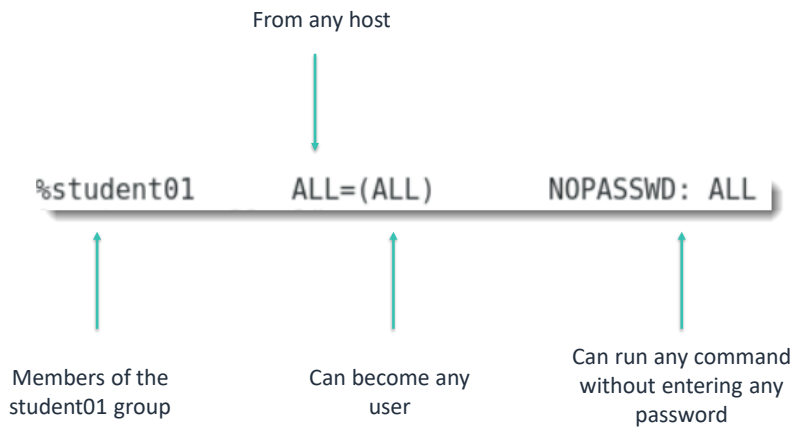 From any host
%student01 ALL=(ALL) NOPASSWD: ALL
Members of the
student01 group
Can become any
user
Can run any command
without entering any
password